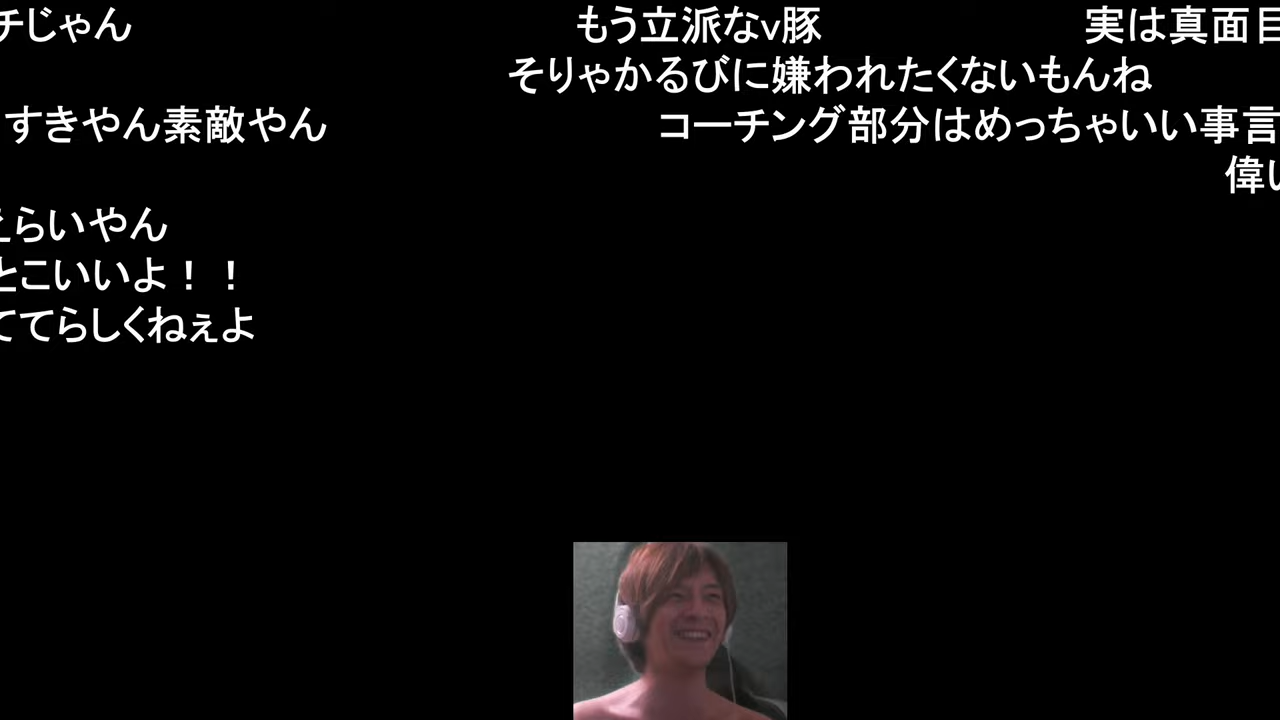 チじゃん
もう立派なv豚
実は真面目
そりゃかるびに嫌われたくないもんね
すきやん素敵やん
コーチング部分はめっちゃいい事言
偉い
えらいやん
とこいいよ！！
ててらしくねぇよ